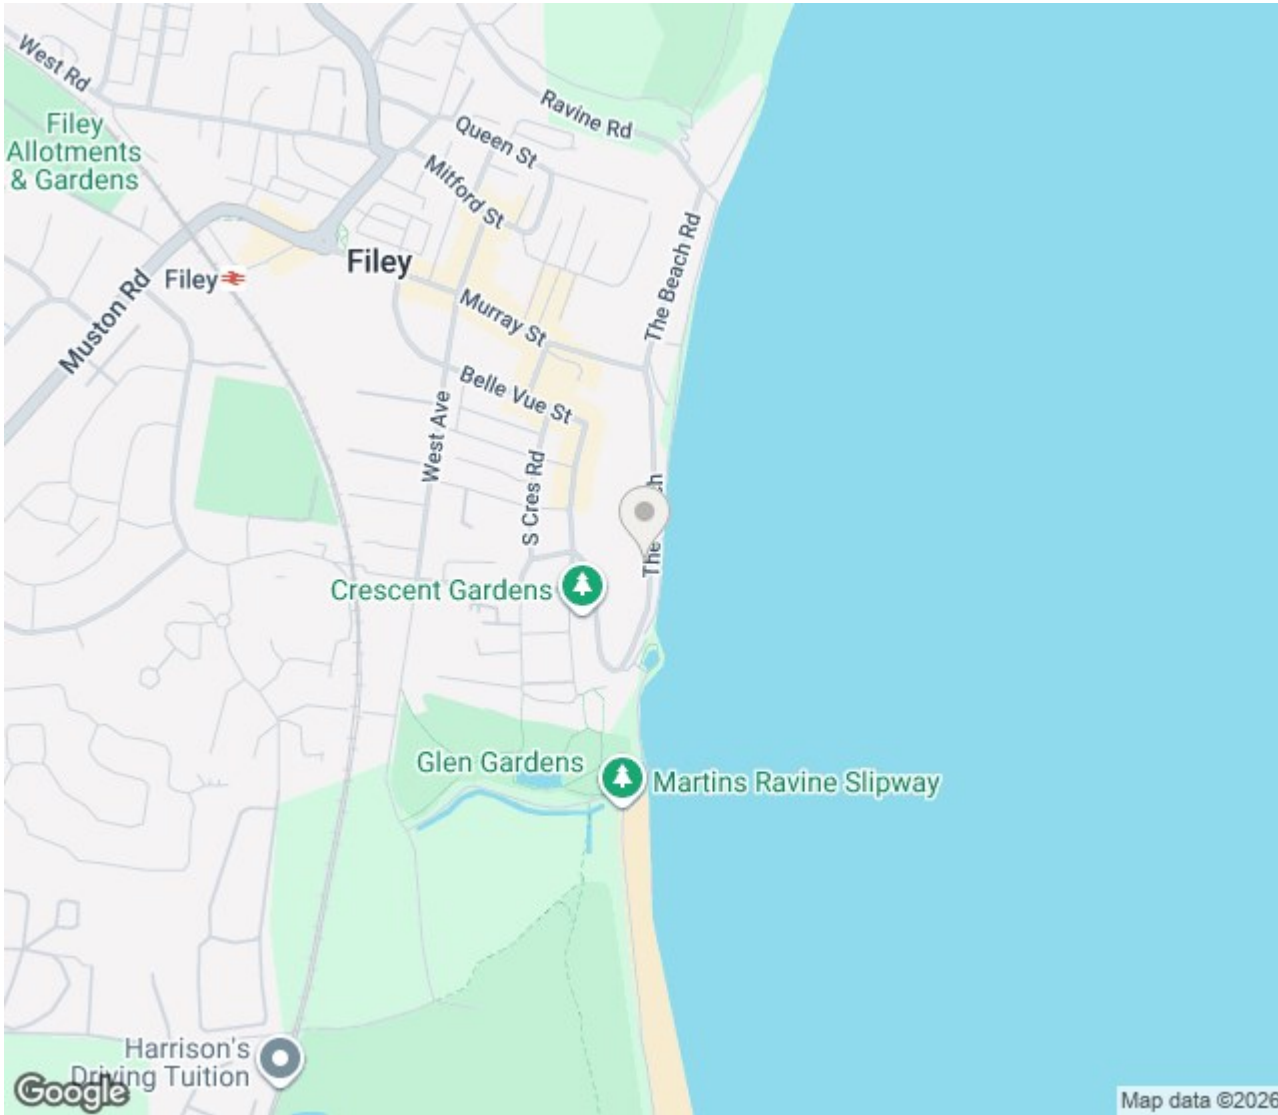 West Rd
Filey
Allotments
& Gardens
Ravine Rd
Queen St
Mitford St
Filey
Filey
Muston Rd
The Beach Rd
Murray St
Belle Vue St
West Ave
S Cres Rd
The
Crescent Gardens
Glen Gardens
Martins Ravine Slipway
Harrison's
Driving Tuition
Google
Map data ©2026